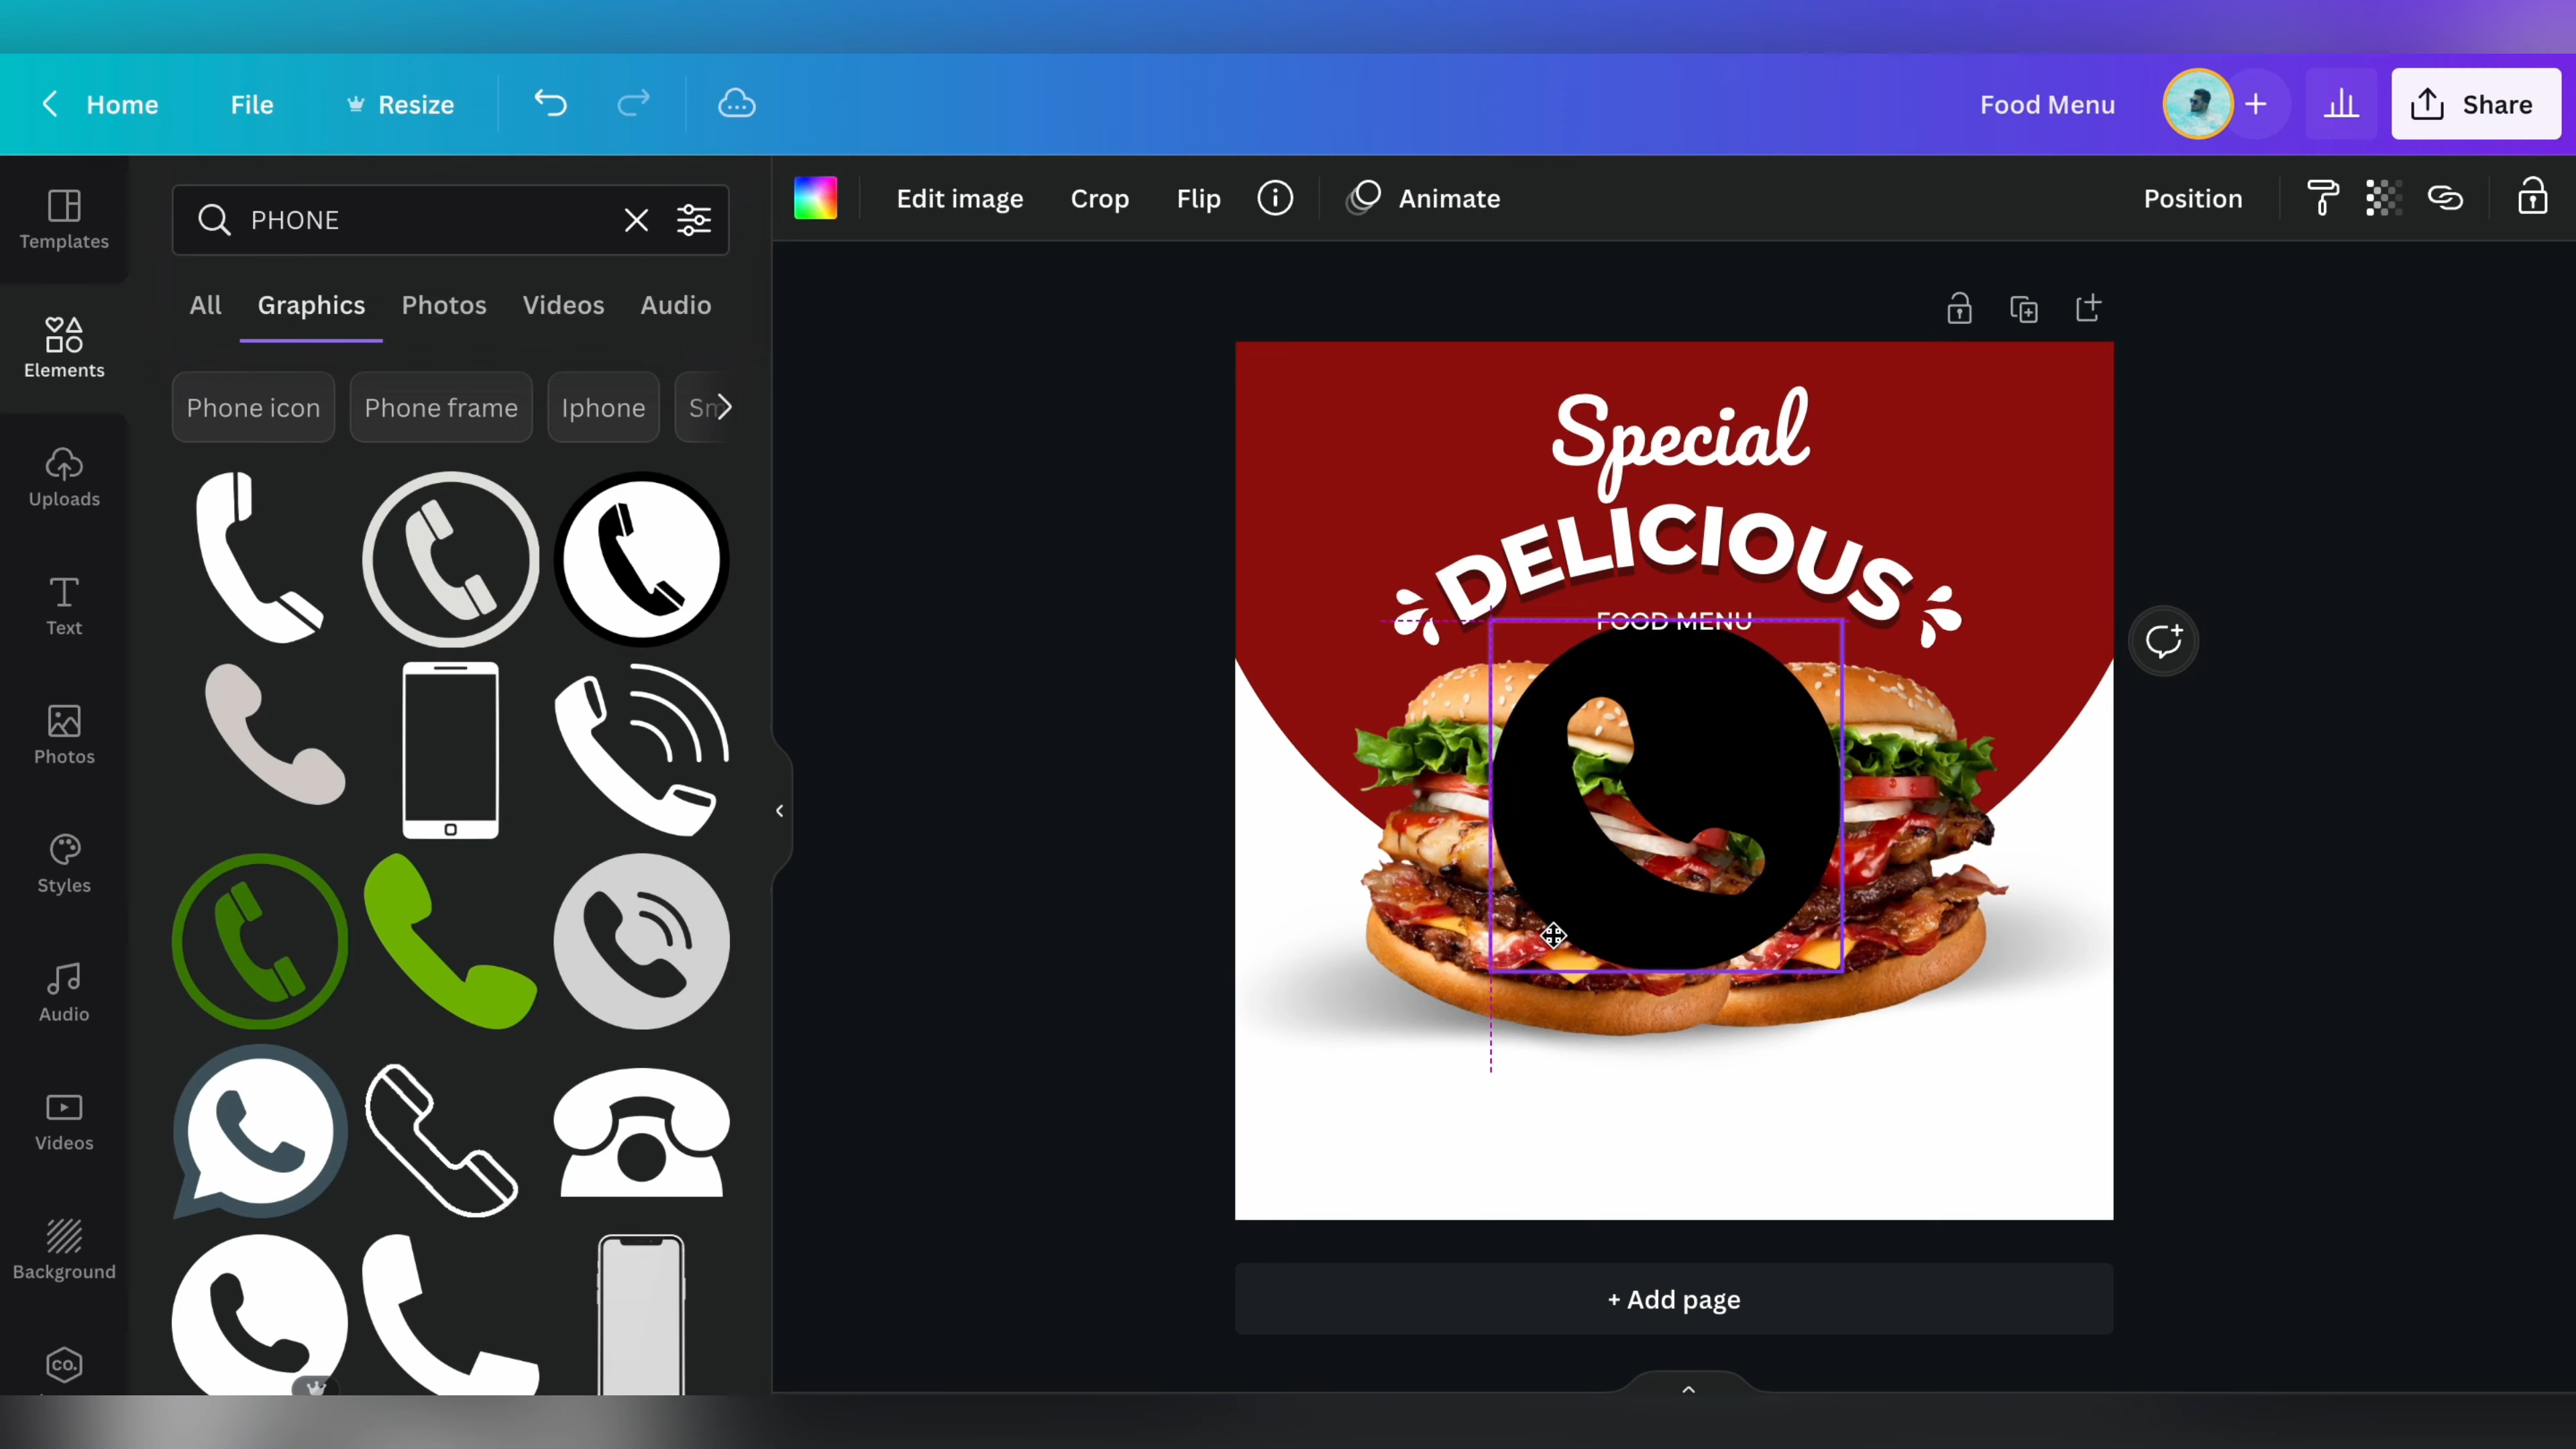 Home File Resize Food Menu + Share
PHONE
Edit image Crop Flip Animate Position
All Graphics Photos Videos Audio
Phone icon Phone frame Iphone
Templates
Elements
Uploads
Text
Photos
Styles
Audio
Videos
Background
co.
Special
DELICIOUS
FOOD MENU
+ Add page